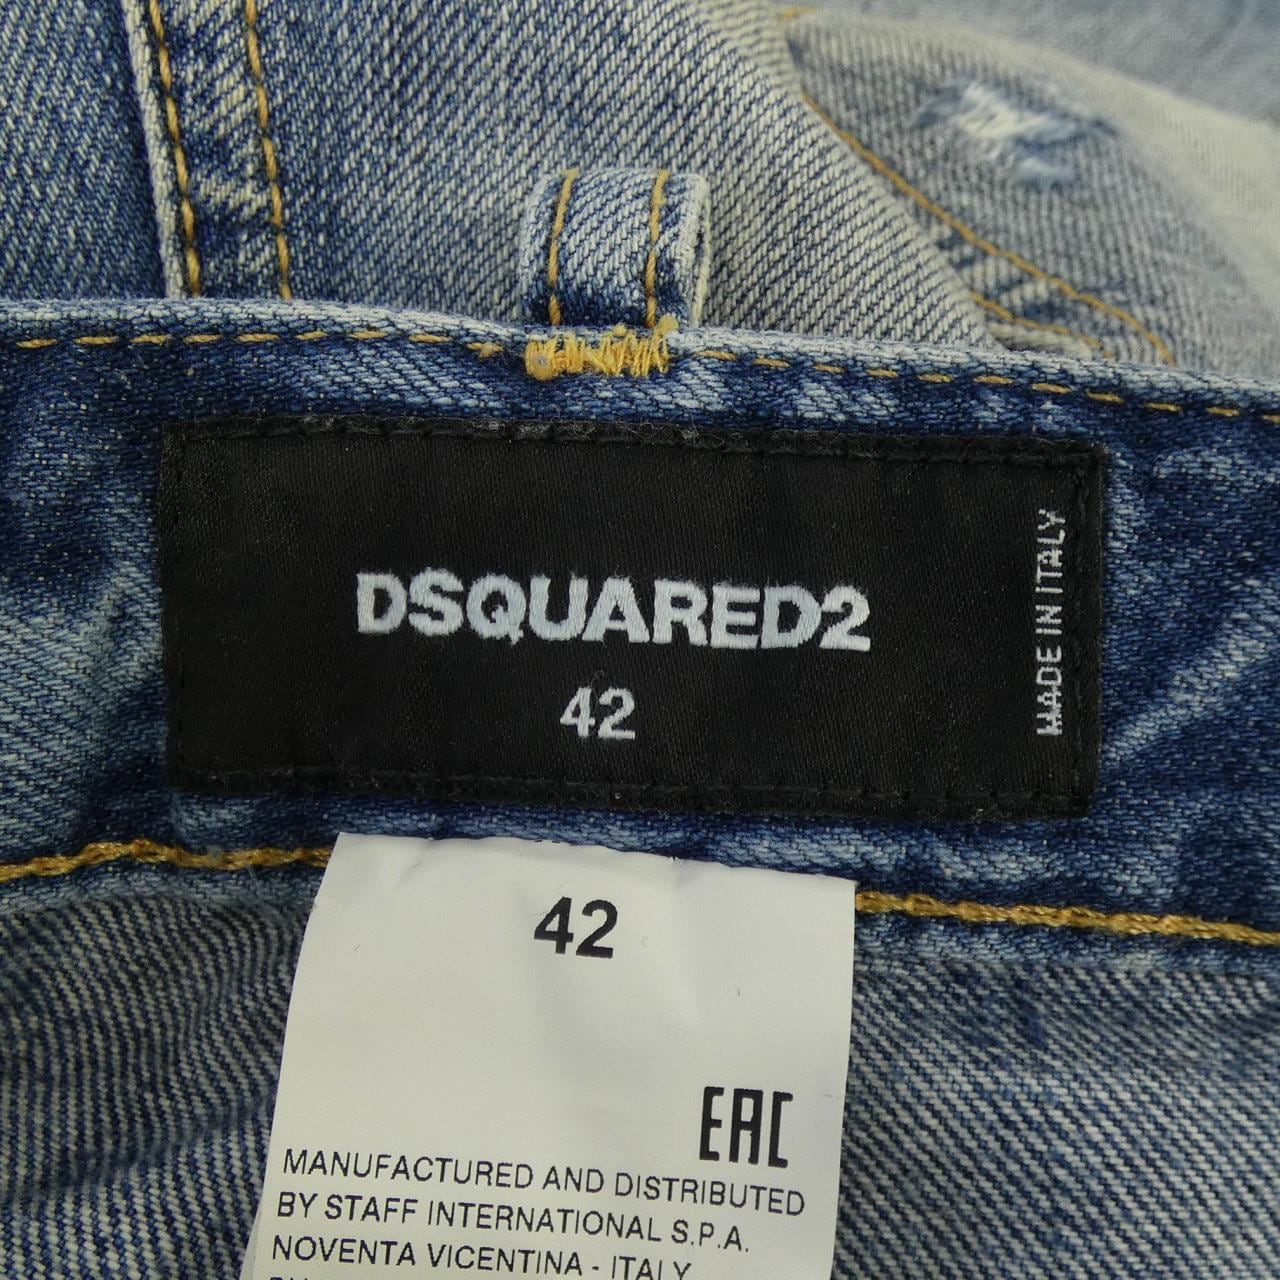 DSQUARED2
42
MADE IN ITALY
42
EAC
MANUFACTURED AND DISTRIBUTED
BY STAFF INTERNATIONAL S.P.A.
NOVENTA VICENTINA - ITALY